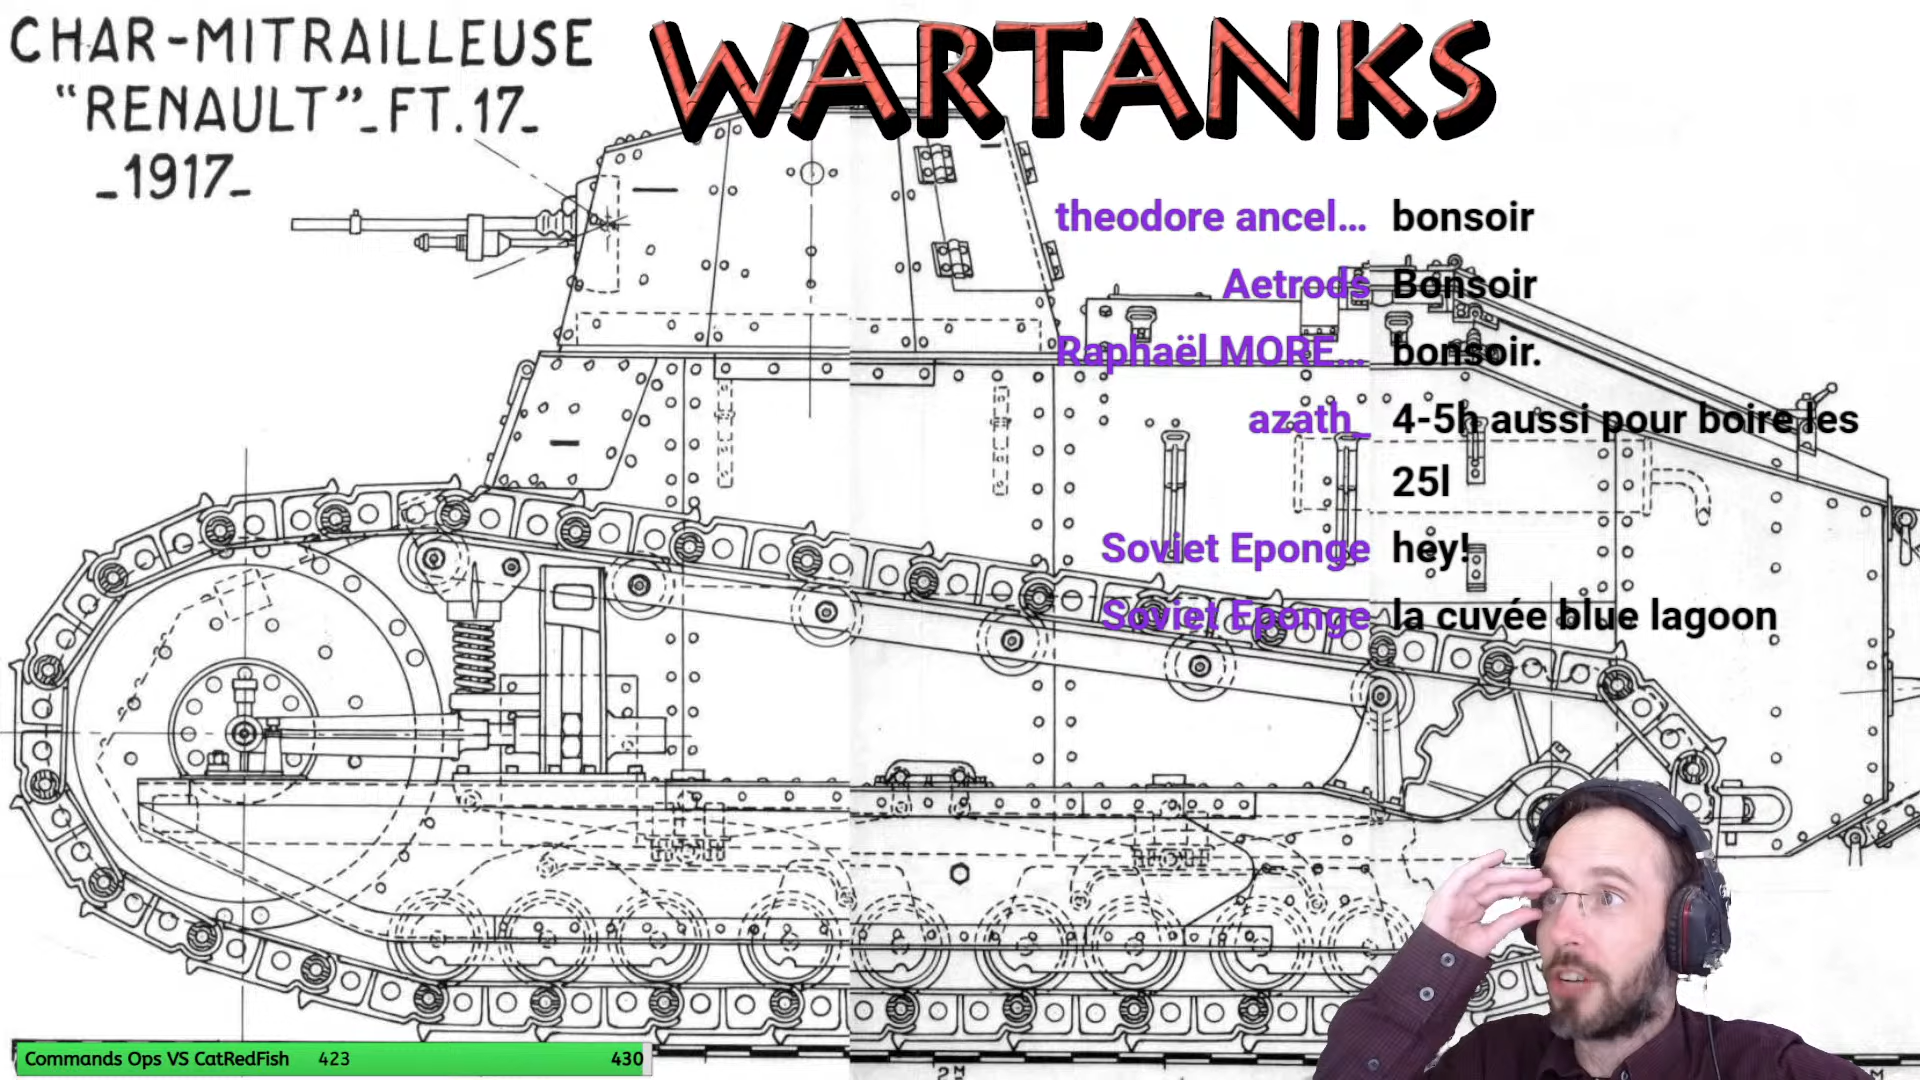 CHAR-MITRAILLEUSE
"RENAULT"_FT.17_
_1917_
WARTANKS
theodore ancel... bonsoir
Aetrods Bonsoir
Raphaël MORE... bonsoir.
azath_ 4-5h aussi pour boire les
25l
Soviet Eponge hey!
Soviet Eponge la cuvée blue lagoon
Commands Ops VS CatRedFish 423 430
2M
M